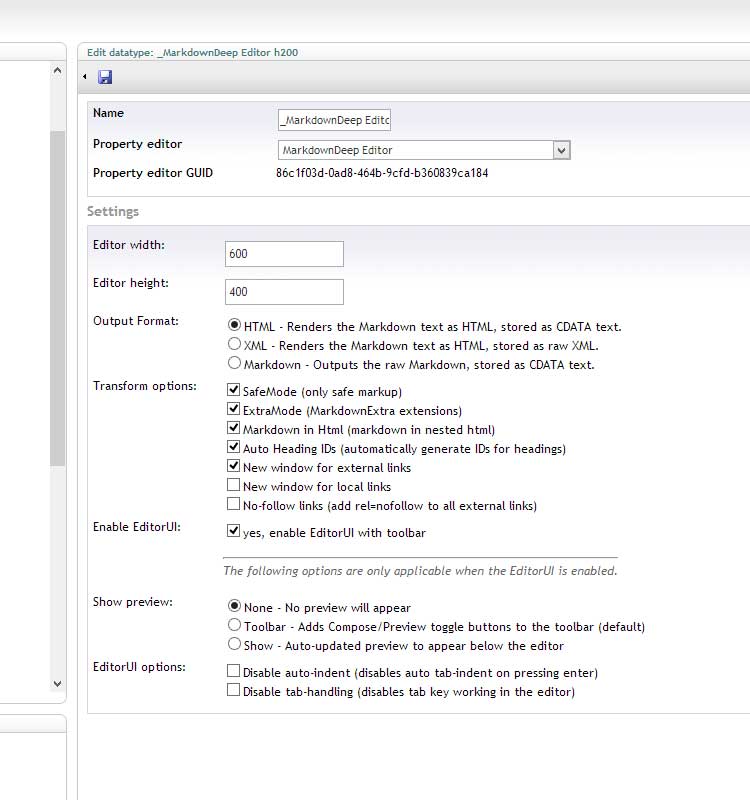 Edit datatype: _MarkdownDeep Editor h200
Name
_MarkdownDeep Edito
Property editor
MarkdownDeep Editor
Property editor GUID
86c1f03d-0ad8-464b-9cfd-b360839ca184
Settings
Editor width:
600
Editor height:
400
Output Format:
HTML - Renders the Markdown text as HTML, stored as CDATA text.
XML - Renders the Markdown text as HTML, stored as raw XML.
Markdown - Outputs the raw Markdown, stored as CDATA text.
Transform options:
SafeMode (only safe markup)
ExtraMode (MarkdownExtra extensions)
Markdown in Html (markdown in nested html)
Auto Heading IDs (automatically generate IDs for headings)
New window for external links
New window for local links
No-follow links (add rel=nofollow to all external links)
Enable EditorUI:
yes, enable EditorUI with toolbar
The following options are only applicable when the EditorUI is enabled.
Show preview:
None - No preview will appear
Toolbar - Adds Compose/Preview toggle buttons to the toolbar (default)
Show - Auto-updated preview to appear below the editor
EditorUI options:
Disable auto-indent (disables auto tab-indent on pressing enter)
Disable tab-handling (disables tab key working in the editor)